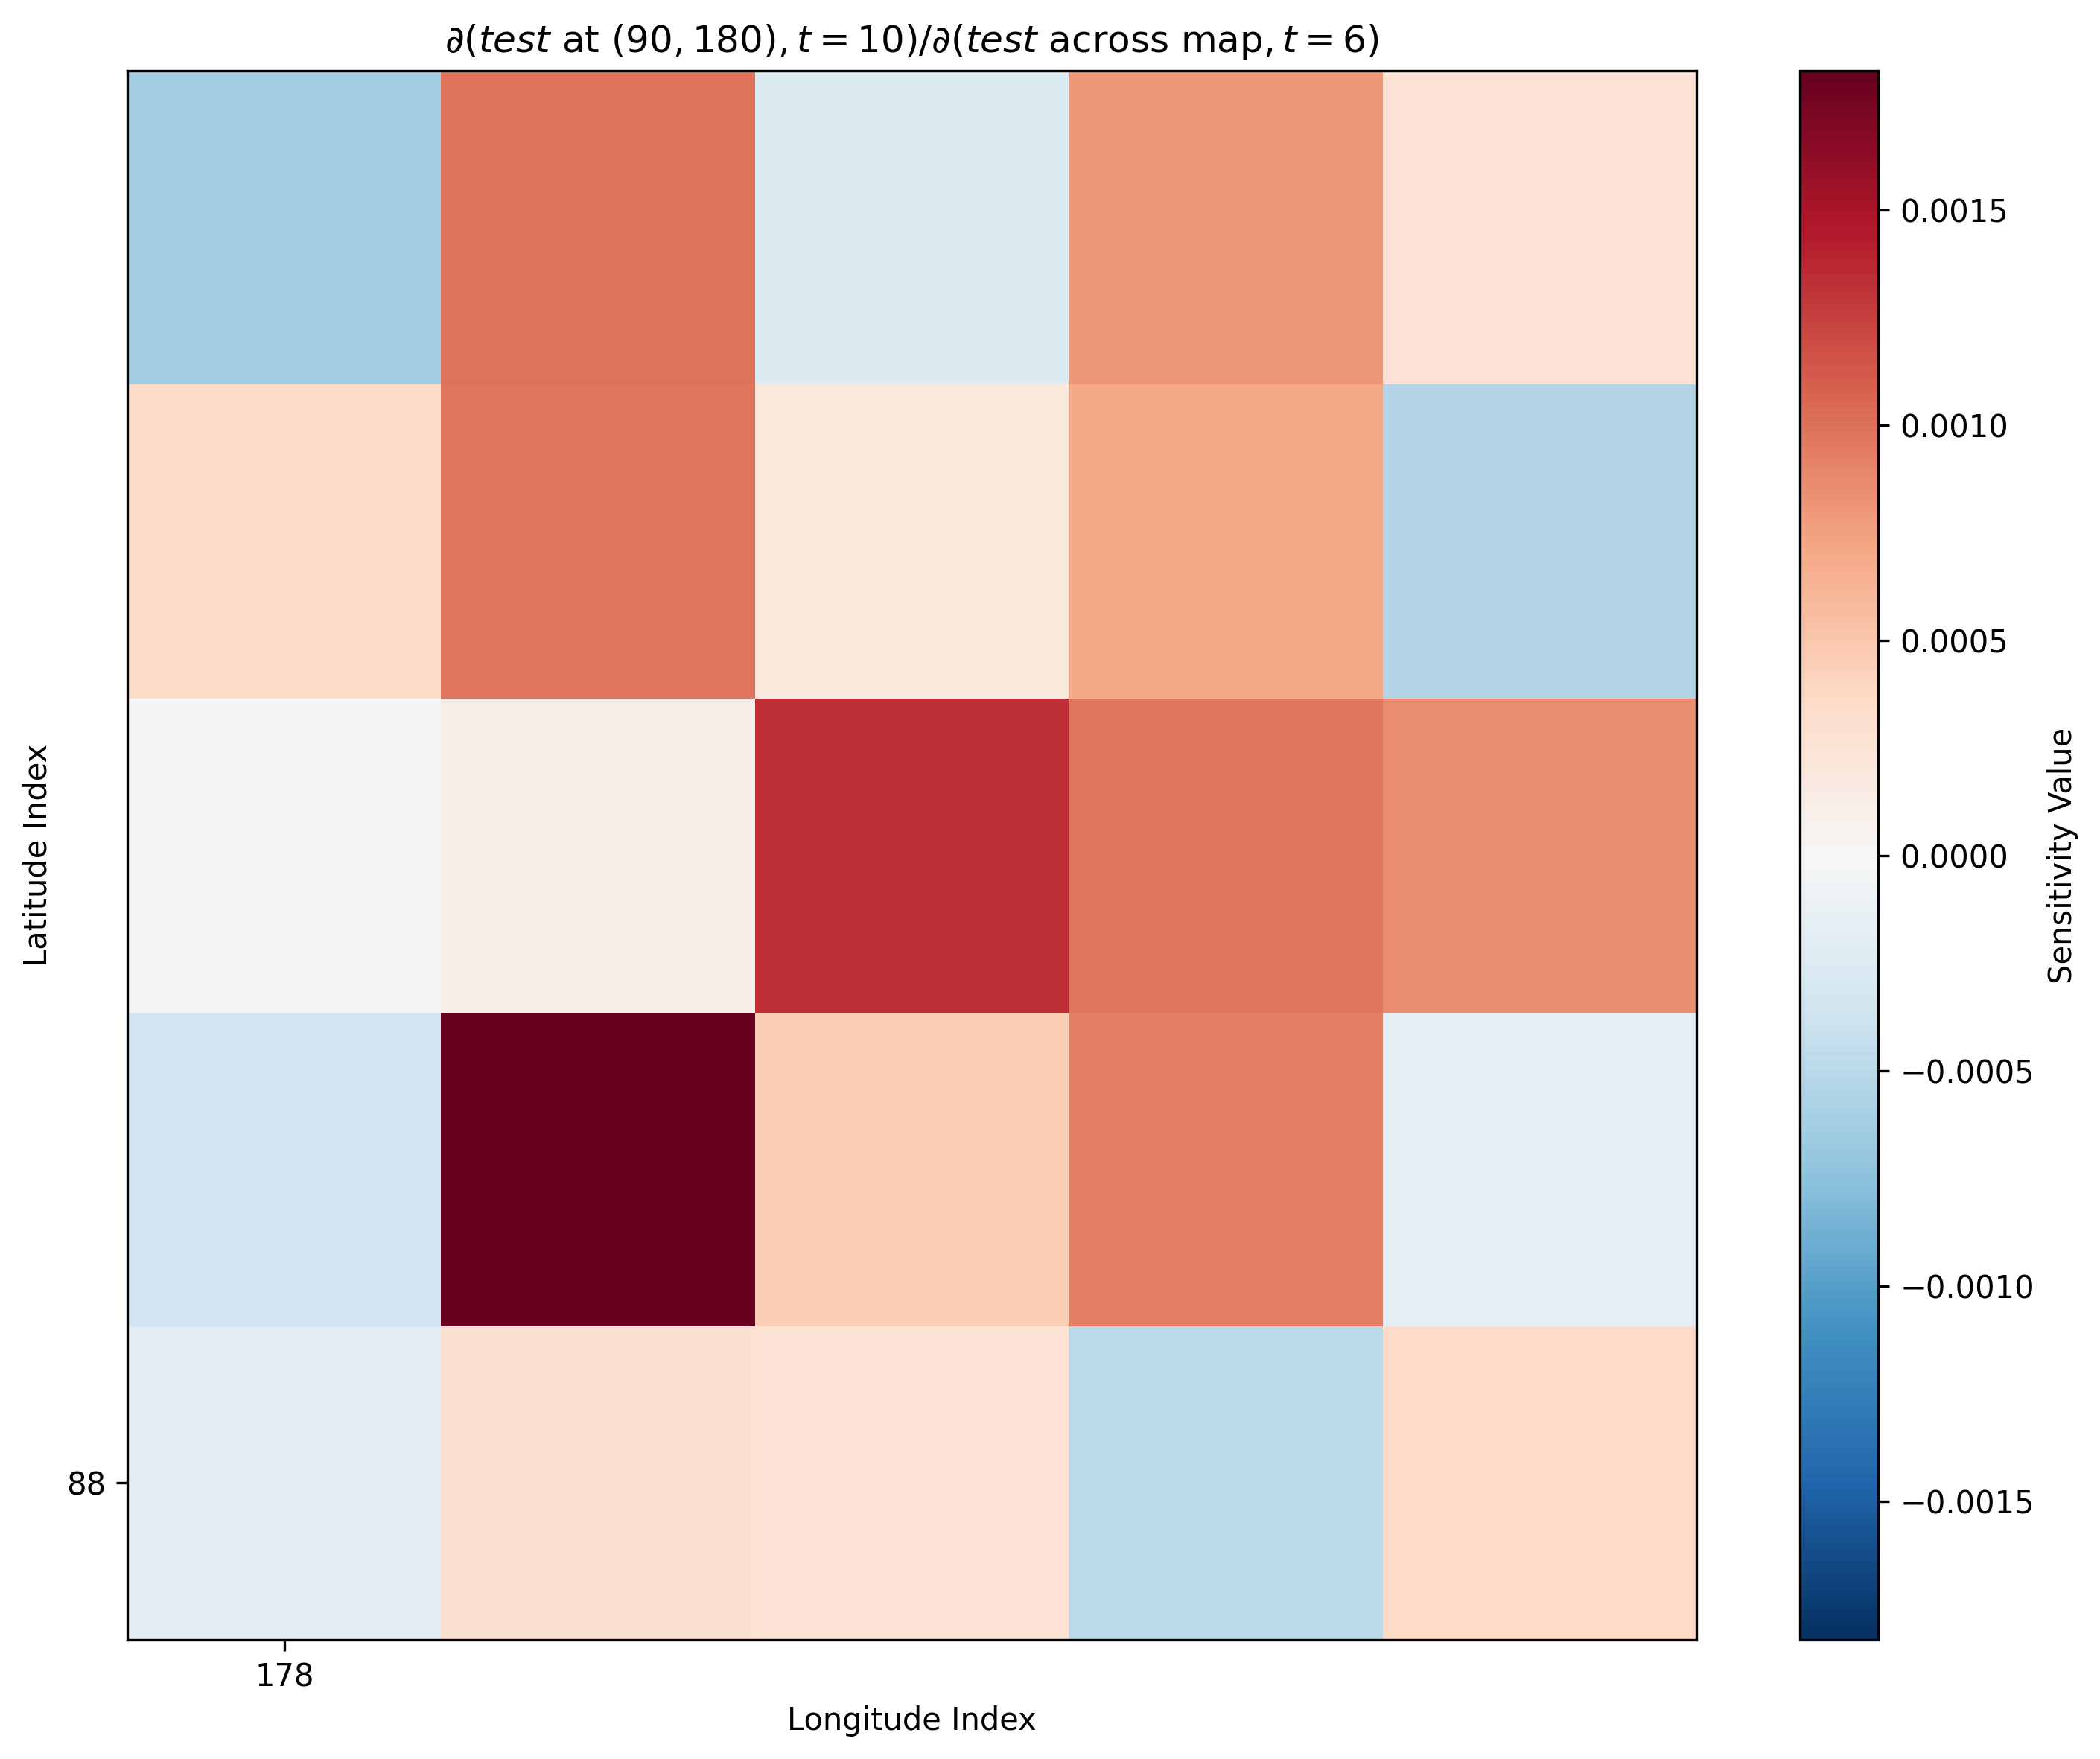 ∂(test at (90, 180), t = 10)/∂(test across map, t = 6)
0.0015
0.0010
0.0005
0.0000
−0.0005
−0.0010
−0.0015
Sensitivity Value
Latitude Index
88
178
Longitude Index